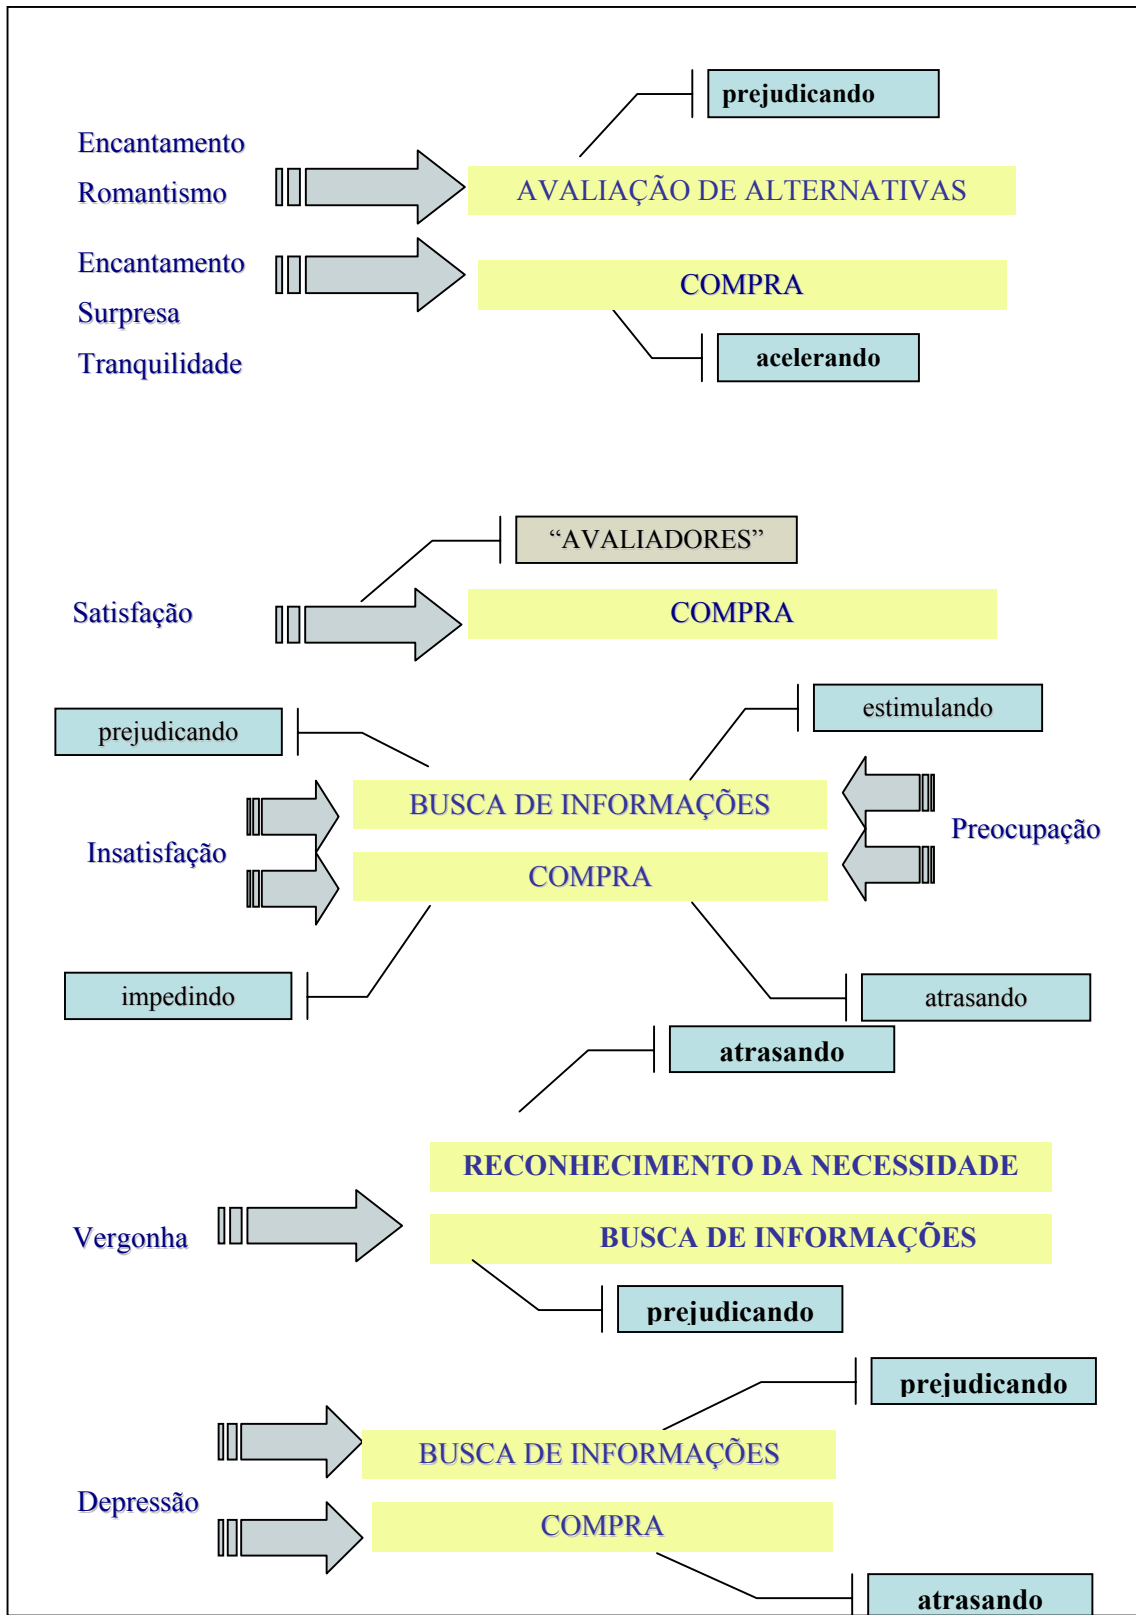 prejudicando
Encantamento
Romantismo
AVALIAÇÃO DE ALTERNATIVAS
Encantamento
Surpresa
Tranquilidade
COMPRA
acelerando
“AVALIADORES”
Satisfação
COMPRA
prejudicando
estimulando
BUSCA DE INFORMAÇÕES
Insatisfação
Preocupação
COMPRA
impedindo
atrasando
atrasando
RECONHECIMENTO DA NECESSIDADE
Vergonha
BUSCA DE INFORMAÇÕES
prejudicando
prejudicando
BUSCA DE INFORMAÇÕES
Depressão
COMPRA
atrasando